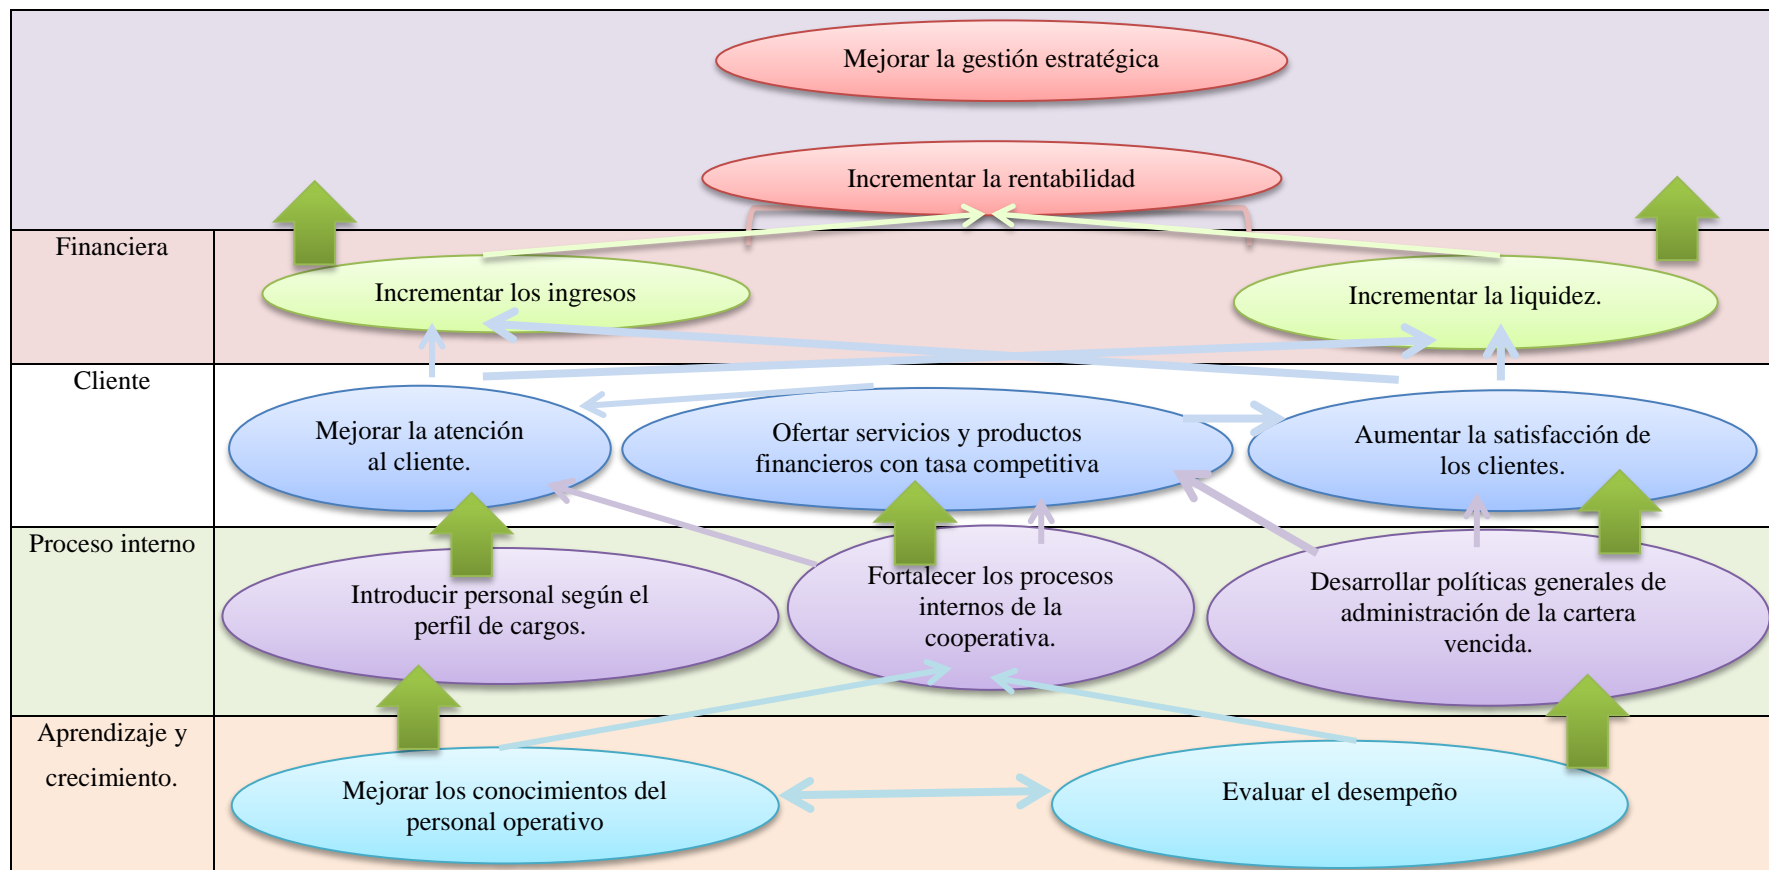 Mejorar la gestión estratégica
Incrementar la rentabilidad
Financiera
Incrementar los ingresos
Incrementar la liquidez.
Cliente
Mejorar la atención
al cliente.
Ofertar servicios y productos
financieros con tasa competitiva
Aumentar la satisfacción de
los clientes.
Proceso interno
Introducir personal según el
perfil de cargos.
Fortalecer los procesos
internos de la
cooperativa.
Desarrollar políticas generales de
administración de la cartera
vencida.
Aprendizaje y
crecimiento.
Mejorar los conocimientos del
personal operativo
Evaluar el desempeño